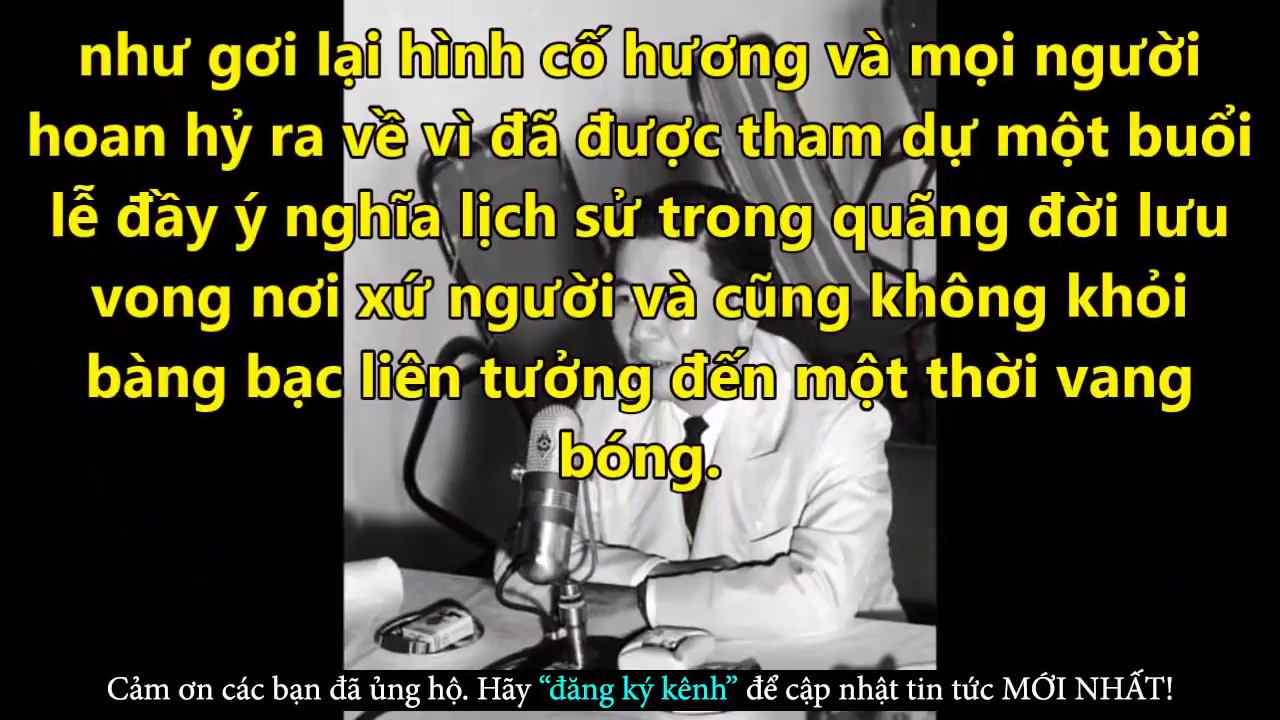 như gơi lại hình cố hương và mọi người
hoan hỷ ra về vì đã được tham dự một buổi
lễ đầy ý nghĩa lịch sử trong quãng đời lưu
vong nơi xứ người và cũng không khỏi
bàng bạc liên tưởng đến một thời vang
bóng.
Cảm ơn các bạn đã ủng hộ. Hãy “đăng ký kênh” để cập nhật tin tức MỚI NHẤT!